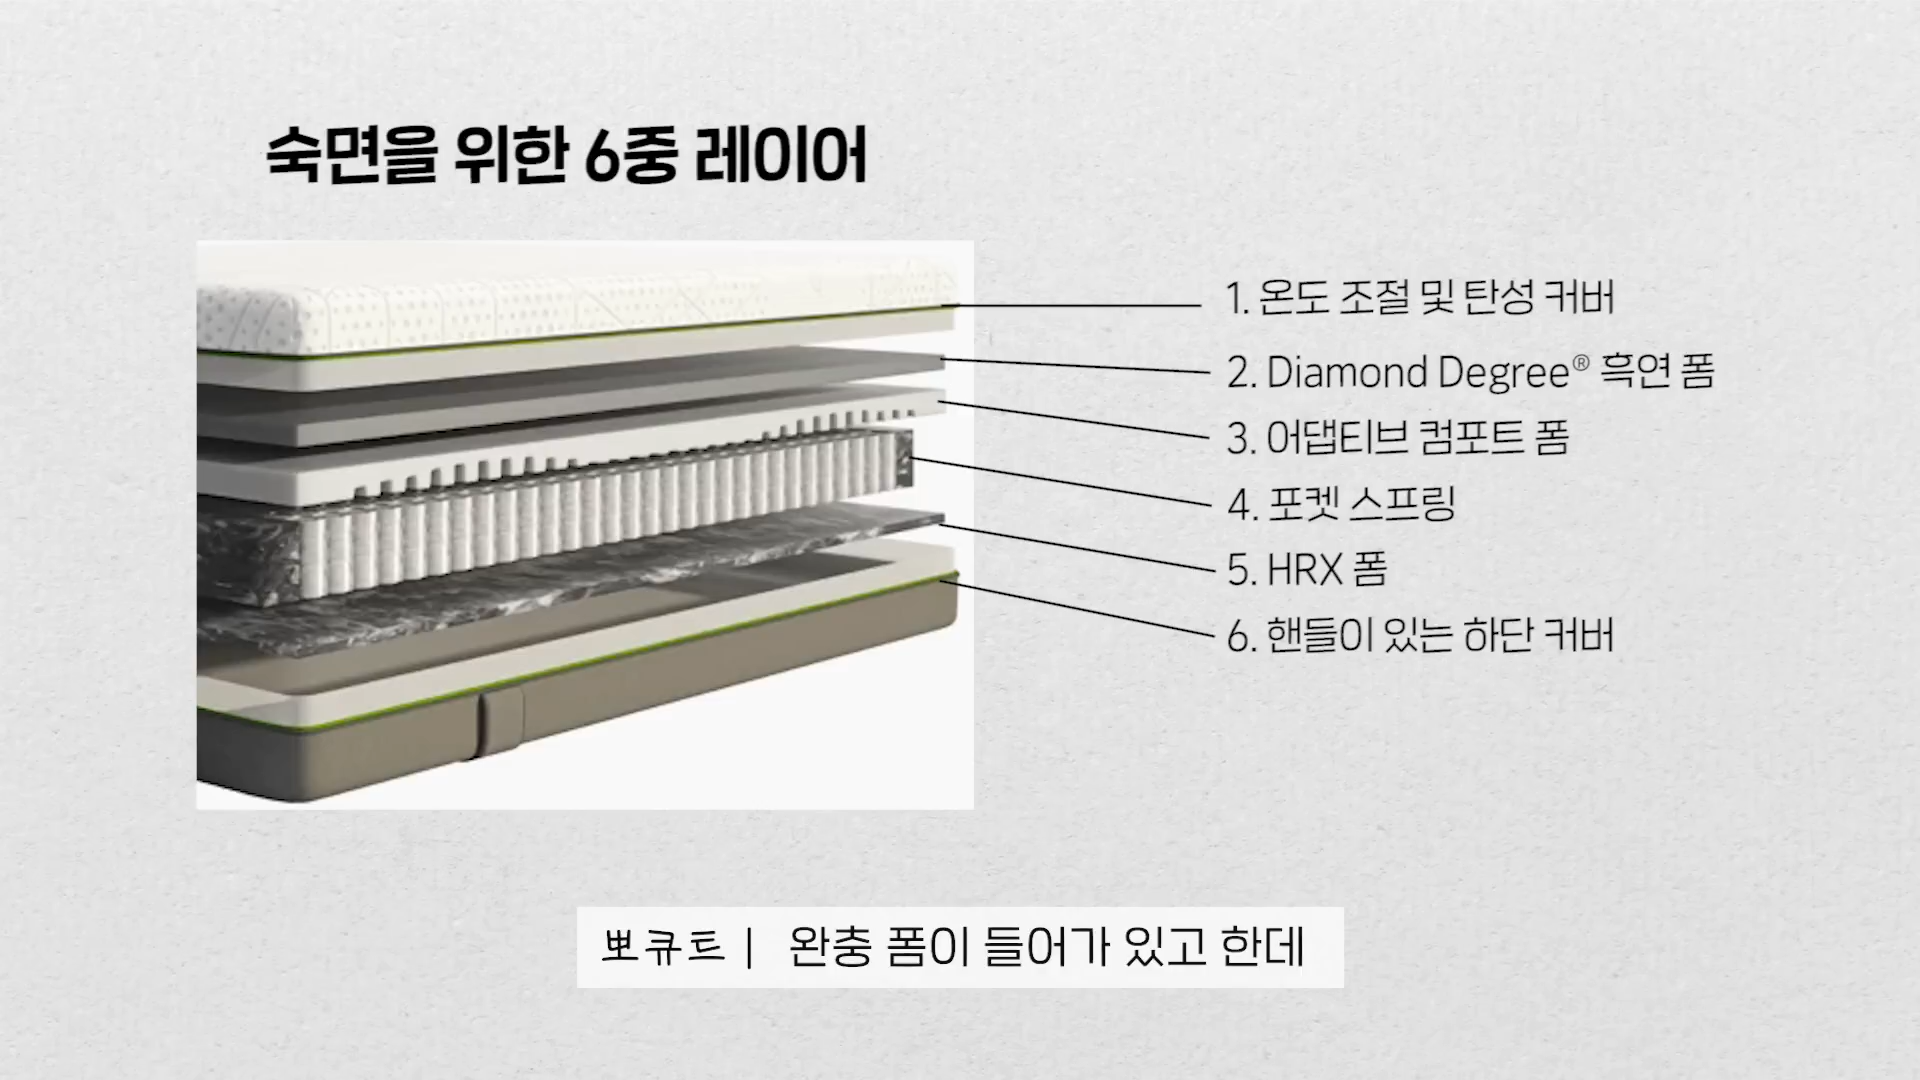 숙면을 위한 6중 레이어
1. 온도 조절 및 탄성 커버
2. Diamond Degree® 흑연 폼
3. 어댑티브 컴포트 폼
4. 포켓 스프링
5. HRX 폼
6. 핸들이 있는 하단 커버
뽀큐트 | 완충 폼이 들어가 있고 한데